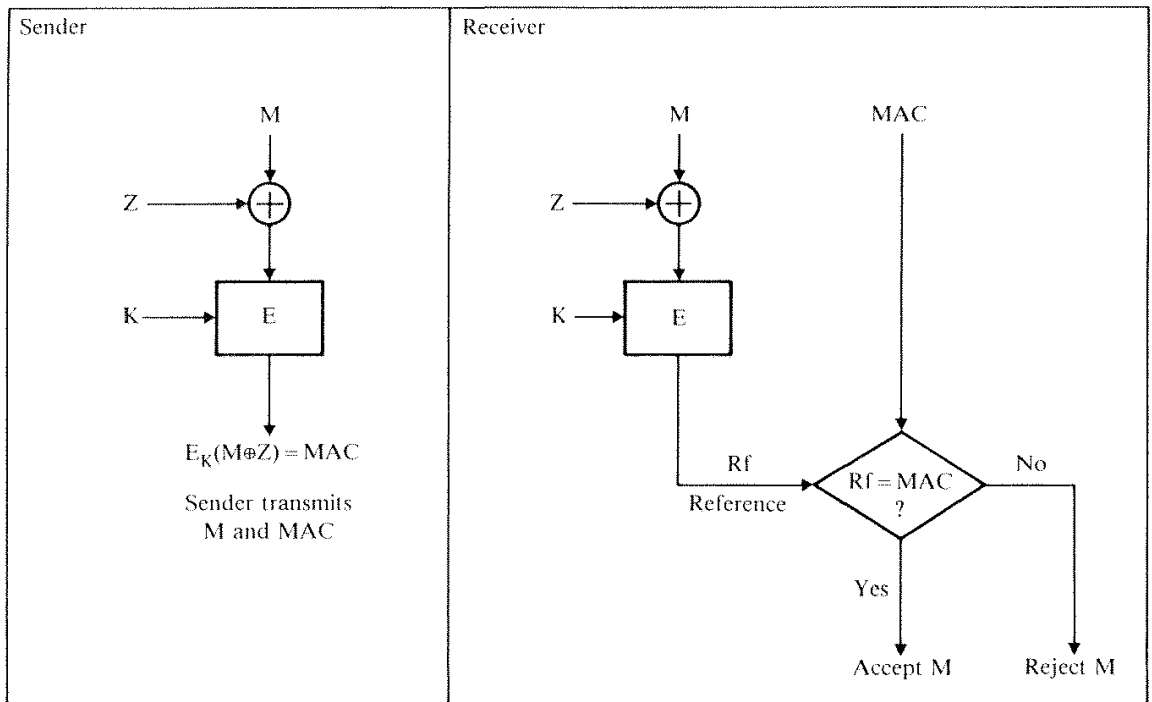 Sender
M
Z
K
E
E_K(M⊕Z) = MAC
Sender transmits
M and MAC
Receiver
M
MAC
Z
K
E
Rf
Reference
Rf = MAC
?
No
Yes
Accept M
Reject M